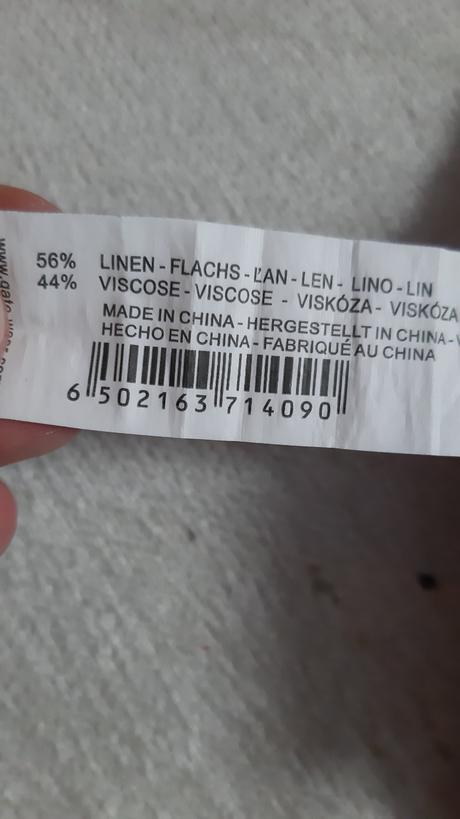 56% LINEN - FLACHS - ĽAN - LEN - LINO - LIN
44% VISCOSE - VISCOSE - VISKÓZA - VISKÓZA
MADE IN CHINA - HERGESTELLT IN CHINA -
HECHO EN CHINA - FABRIQUÉ AU CHINA
6 502163 714090